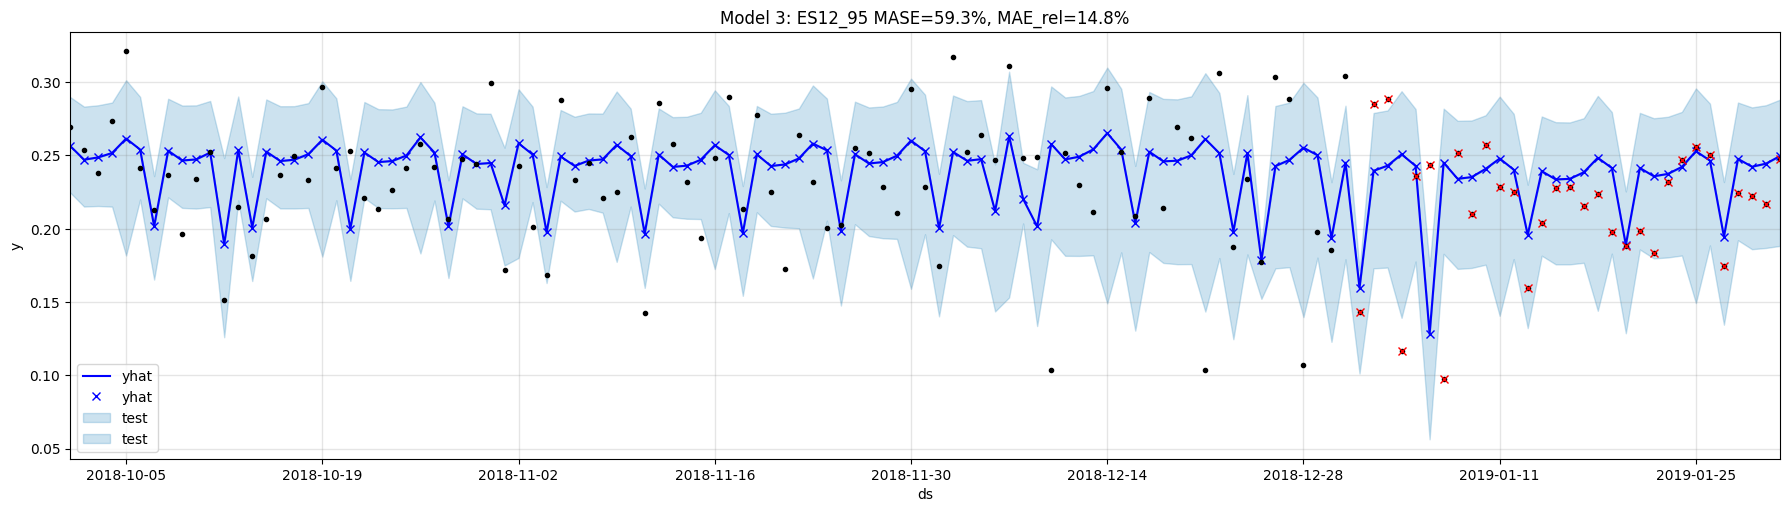 Model 3: ES12_95 MASE=59.3%, MAE_rel=14.8%
y
0.30
0.25
0.20
0.15
0.10
0.05
yhat
yhat
test
test
2018-10-05 2018-10-19 2018-11-02 2018-11-16 2018-11-30 2018-12-14 2018-12-28 2019-01-11 2019-01-25
ds